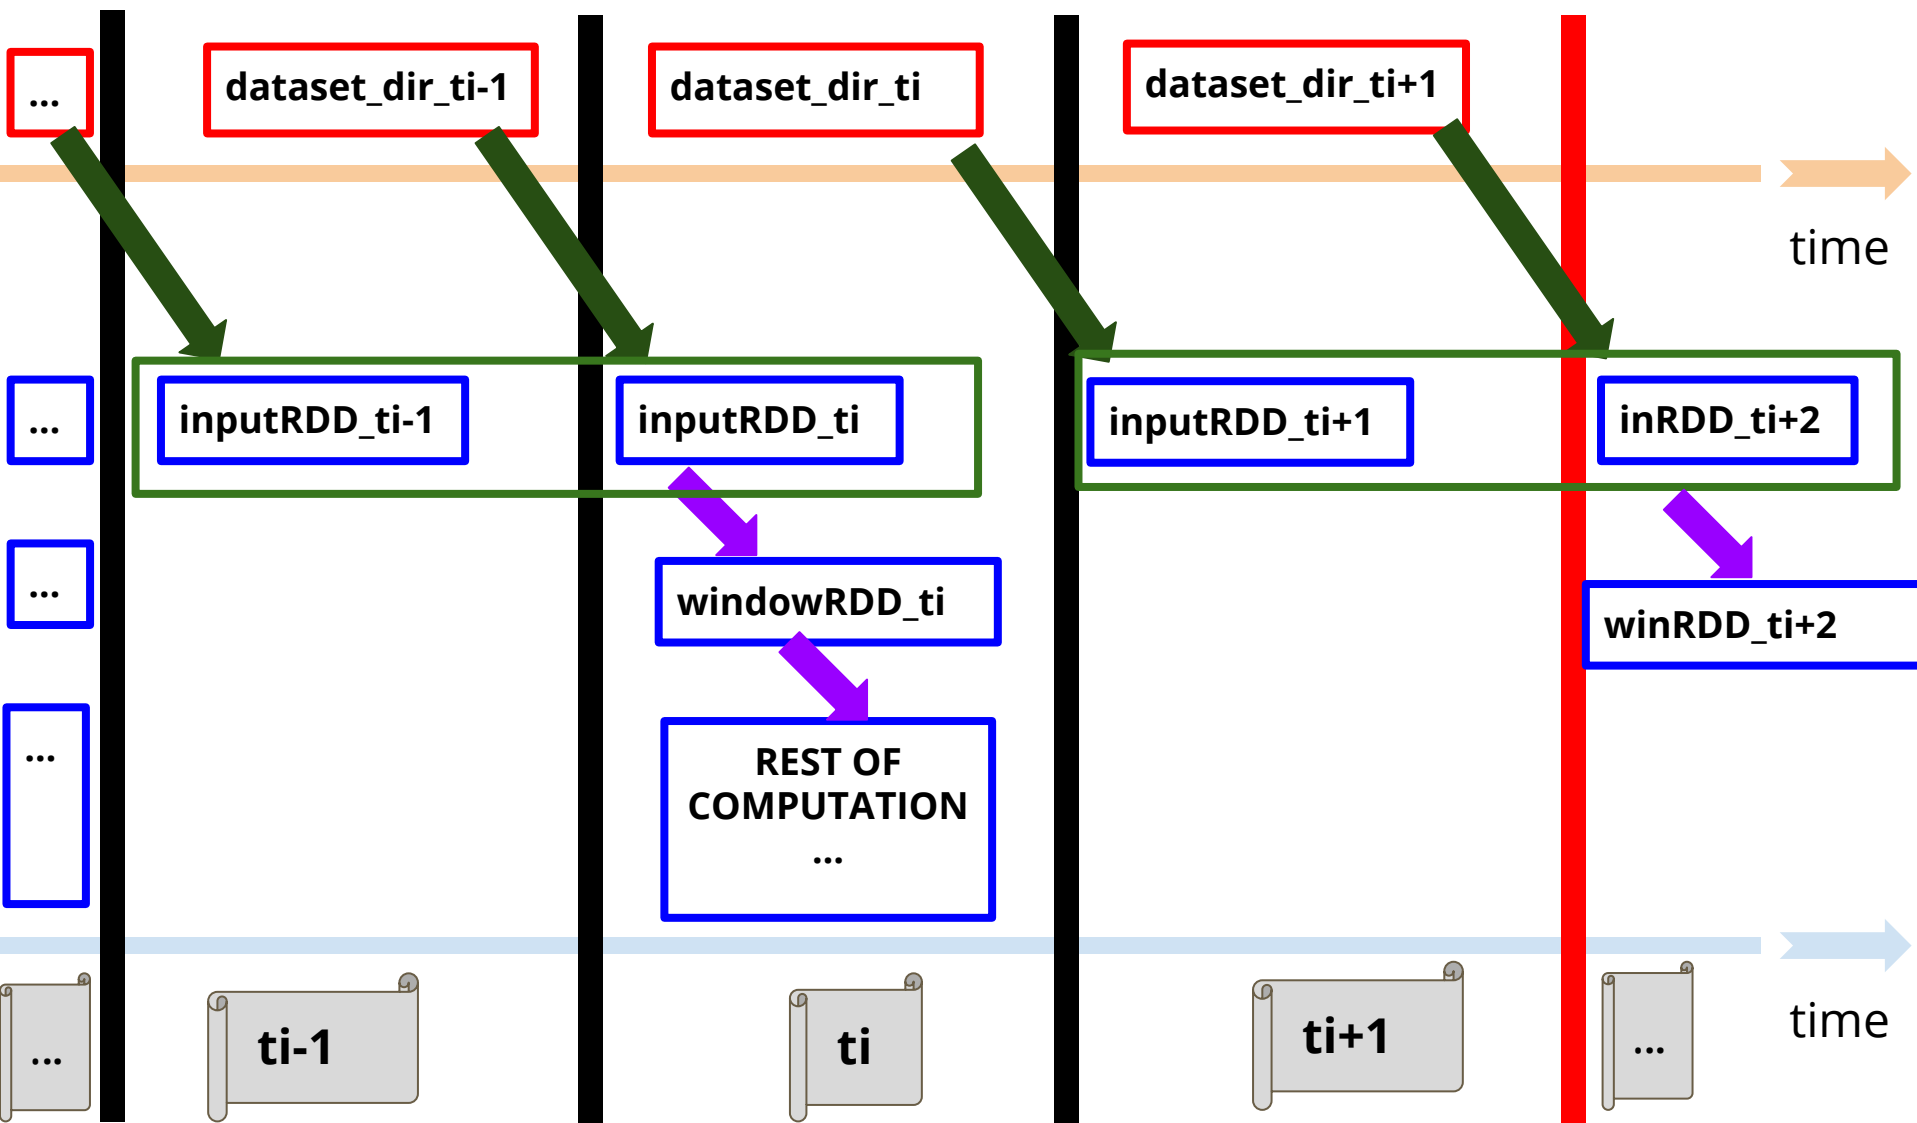 ...
dataset_dir_ti-1
dataset_dir_ti
dataset_dir_ti+1
time
...
inputRDD_ti-1
inputRDD_ti
inputRDD_ti+1
inRDD_ti+2
...
windowRDD_ti
winRDD_ti+2
...
REST OF
COMPUTATION
...
...
ti-1
ti
ti+1
...
time